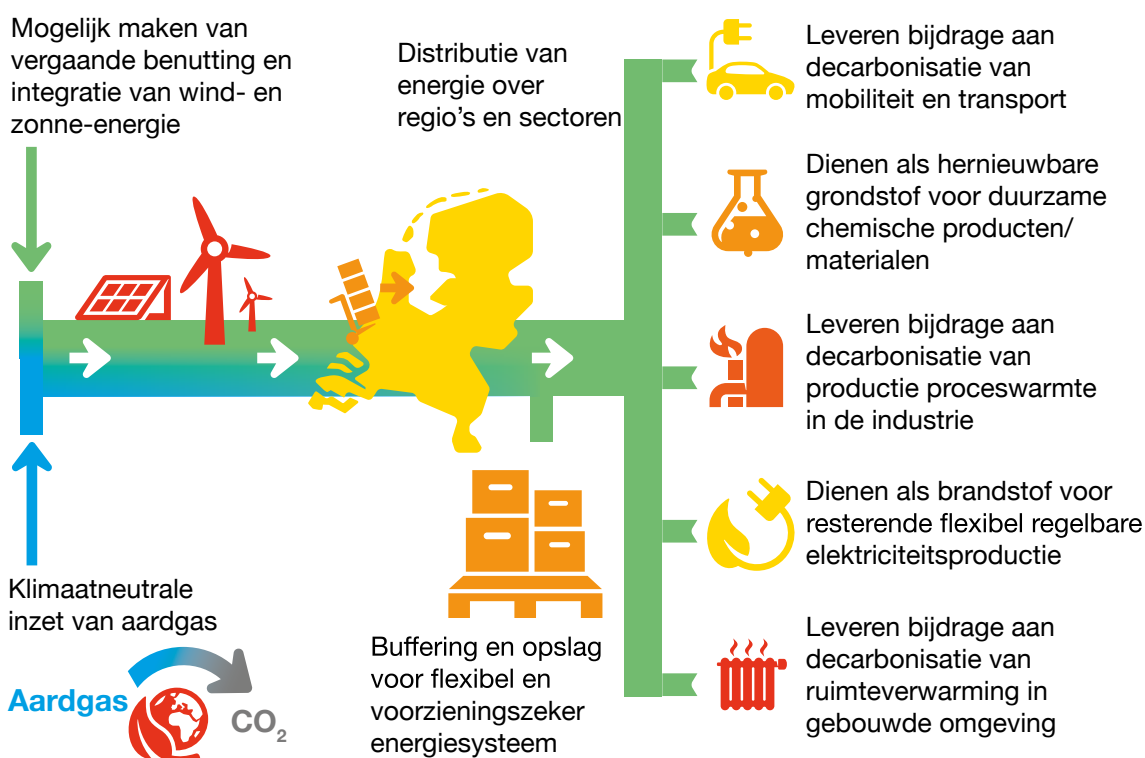 Mogelijk maken van
vergaande benutting en
integratie van wind- en
zonne-energie
Distributie van
energie over
regio's en sectoren
Klimaatneutrale
inzet van aardgas
Aardgas
CO₂
Buffering en opslag
voor flexibel en
voorzieningszeker
energiesysteem
Leveren bijdrage aan
decarbonisatie van
mobiliteit en transport
Dienen als hernieuwbare
grondstof voor duurzame
chemische producten/
materialen
Leveren bijdrage aan
decarbonisatie van
productie proceswarmte
in de industrie
Dienen als brandstof voor
resterende flexibel regelbare
elektriciteitsproductie
Leveren bijdrage aan
decarbonisatie van
ruimteverwarming in
gebouwde omgeving